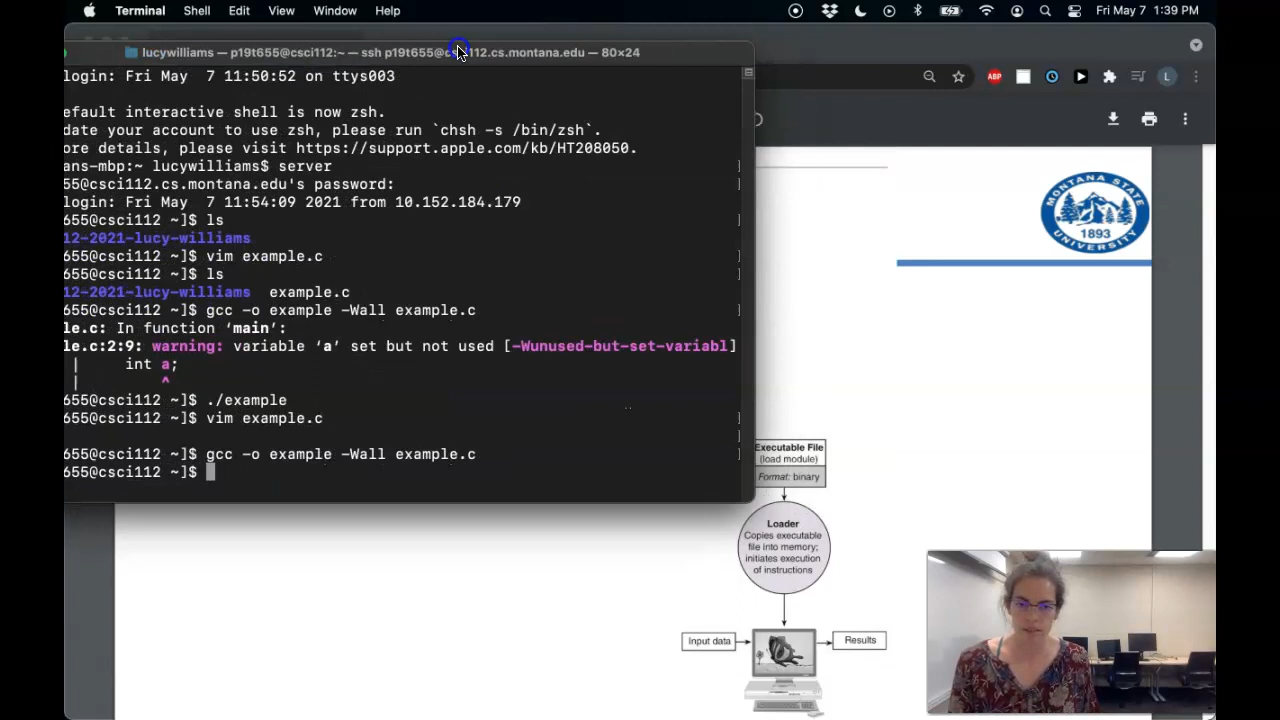 Terminal Shell Edit View Window Help Fri May 7 1:39 PM
lucywilliams — p19t655@csci112:~ — ssh p19t655@csci112.cs.montana.edu — 80×24
login: Fri May 7 11:50:52 on ttys003
efault interactive shell is now zsh.
date your account to use zsh, please run `chsh -s /bin/zsh`.
ore details, please visit https://support.apple.com/kb/HT208050.
ans-mbp:~ lucywilliams$ server
55@csci112.cs.montana.edu's password:
login: Fri May 7 11:54:09 2021 from 10.152.184.179
655@csci112 ~]$ ls
12-2021-lucy-williams
655@csci112 ~]$ vim example.c
655@csci112 ~]$ ls
12-2021-lucy-williams example.c
655@csci112 ~]$ gcc -o example -Wall example.c
le.c: In function ‘main’:
le.c:2:9: warning: variable ‘a’ set but not used [-Wunused-but-set-variabl]
| int a;
| ^
655@csci112 ~]$ ./example
655@csci112 ~]$ vim example.c
655@csci112 ~]$ gcc -o example -Wall example.c
655@csci112 ~]$
ABP
L
MONTANA STATE
UNIVERSITY
1893
Executable File
(load module)
Format: binary
Loader
Copies executable
file into memory;
initiates execution
of instructions
Input data
Results